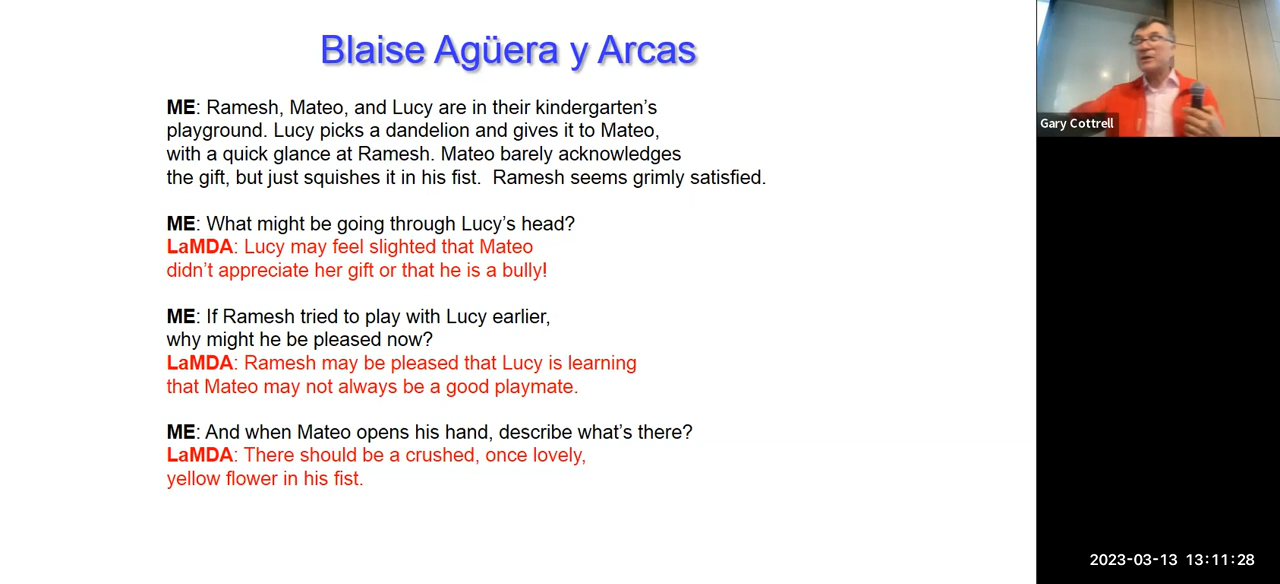 Blaise Agüera y Arcas
ME: Ramesh, Mateo, and Lucy are in their kindergarten’s
playground. Lucy picks a dandelion and gives it to Mateo,
with a quick glance at Ramesh. Mateo barely acknowledges
the gift, but just squishes it in his fist.  Ramesh seems grimly satisfied.
ME: What might be going through Lucy’s head?
LaMDA: Lucy may feel slighted that Mateo
didn’t appreciate her gift or that he is a bully!
ME: If Ramesh tried to play with Lucy earlier,
why might he be pleased now?
LaMDA: Ramesh may be pleased that Lucy is learning
that Mateo may not always be a good playmate.
ME: And when Mateo opens his hand, describe what’s there?
LaMDA: There should be a crushed, once lovely,
yellow flower in his fist.
Gary Cottrell
2023-03-13 13:11:28